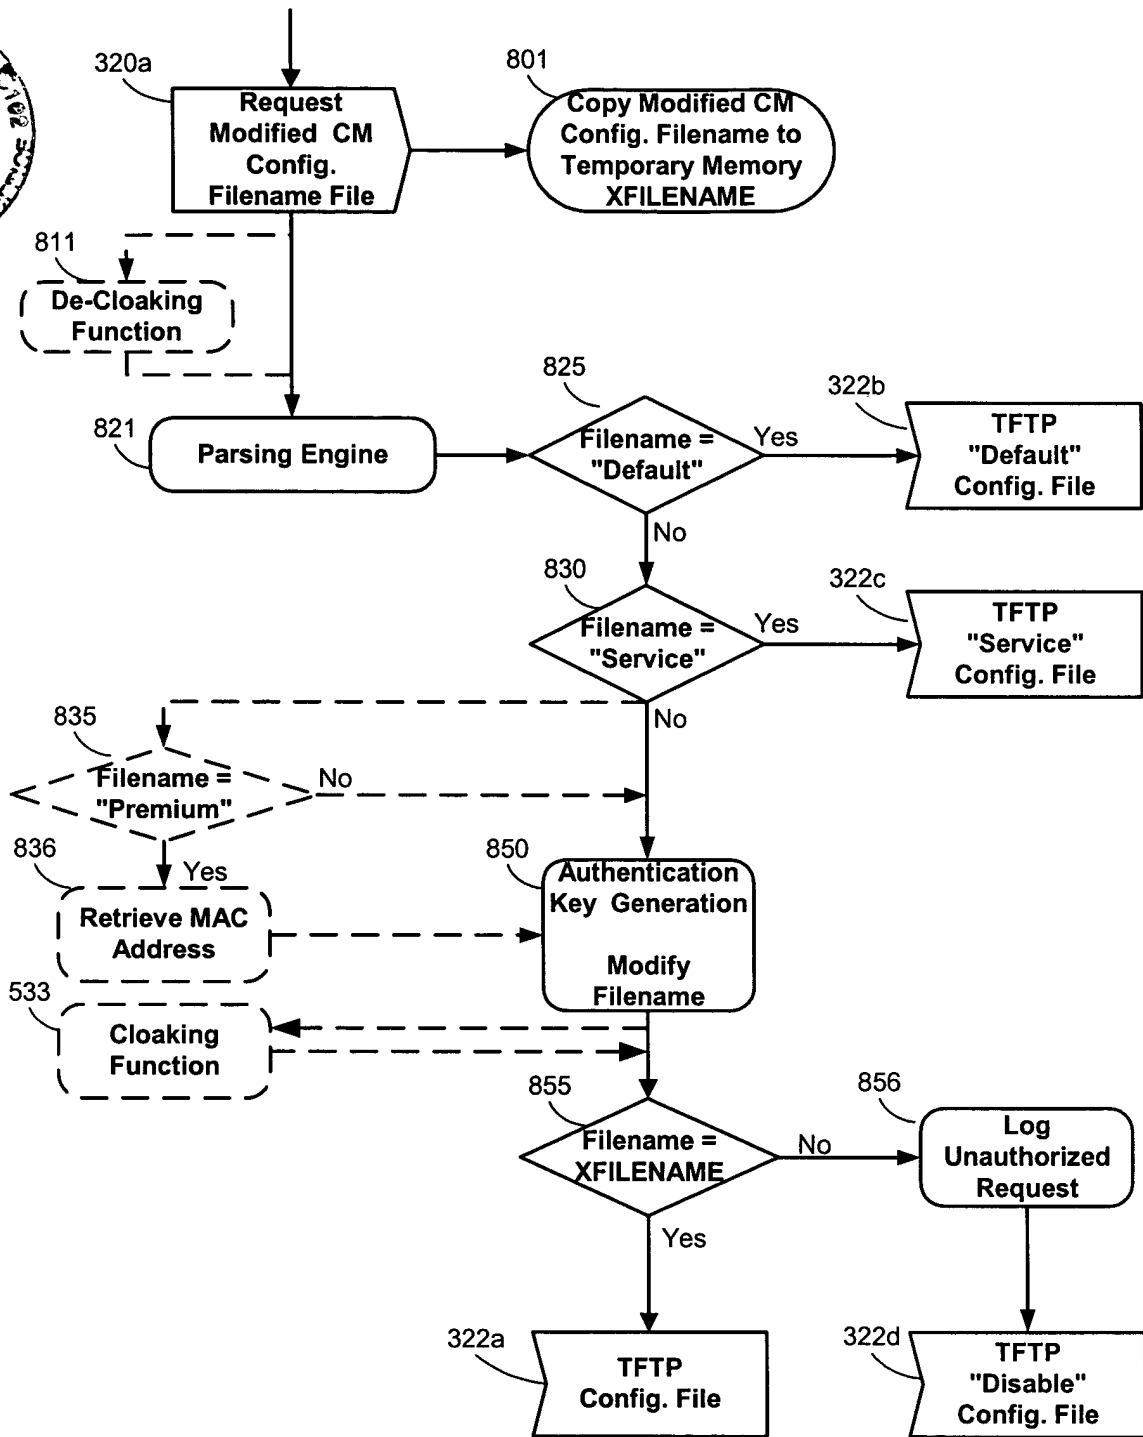 320a
Request
Modified CM
Config.
Filename File
801
Copy Modified CM
Config. Filename to
Temporary Memory
XFILENAME
811
De-Cloaking
Function
821
Parsing Engine
825
Filename =
"Default"
Yes
No
322b
TFTP
"Default"
Config. File
830
Filename =
"Service"
Yes
No
322c
TFTP
"Service"
Config. File
835
Filename =
"Premium"
No
Yes
836
Retrieve MAC
Address
850
Authentication
Key Generation
Modify
Filename
533
Cloaking
Function
855
Filename =
XFILENAME
No
Yes
856
Log
Unauthorized
Request
322a
TFTP
Config. File
322d
TFTP
"Disable"
Config. File